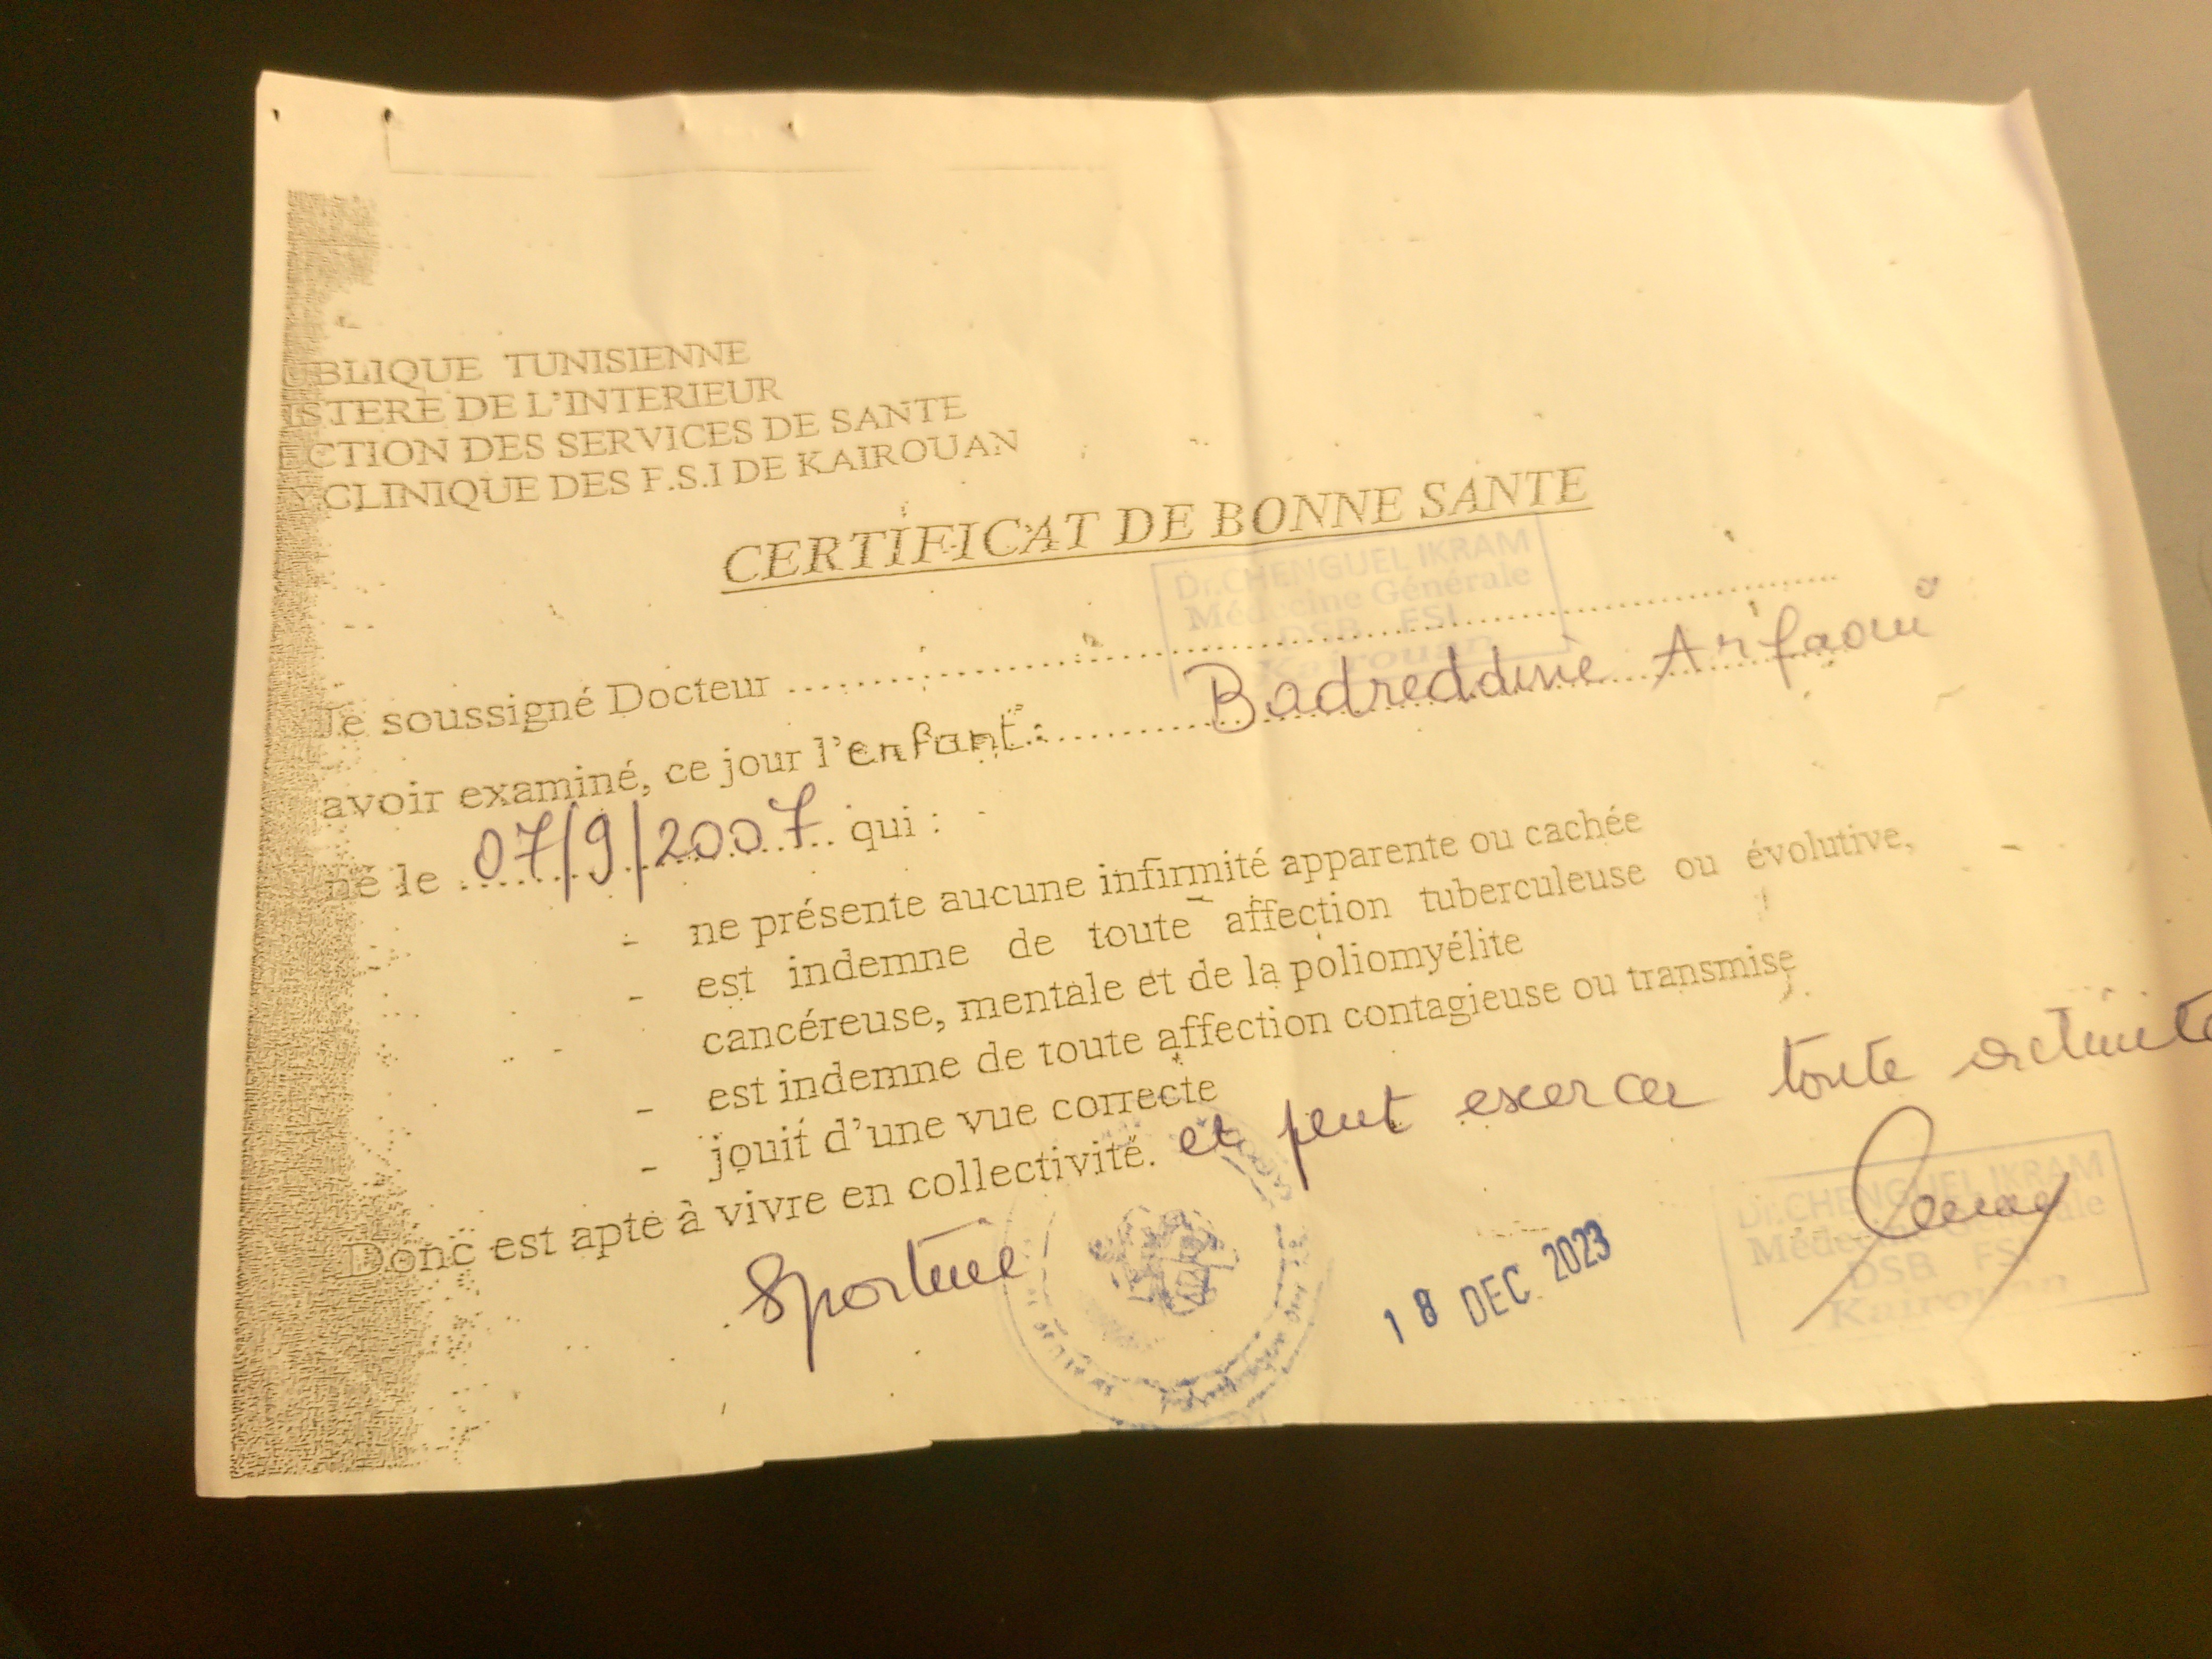 BLIQUE TUNISIENNE
ISTERE DE L'INTERIEUR
ECTION DES SERVICES DE SANTE
YCLINIQUE DES F.S.I DE KAIROUAN
CERTIFICAT DE BONNE SANTE
Dr.CHENGUEL IKRAM
Médecine Générale
DSB FSI
Kairouan
Je soussigné Docteur
avoir examiné, ce jour l'enfant : Badreddine Arfaoui
né le 07/9/2007 qui :
- ne présente aucune infirmité apparente ou cachée
- est indemne de toute affection tuberculeuse ou évolutive,
cancéreuse, mentale et de la poliomyélite
- est indemne de toute affection contagieuse ou transmise
- jouit d'une vue correcte
Donc est apte à vivre en collectivité. et peut exercer toute activité
Sportive
18 DEC 2023
Dr.CHENGUEL IKRAM
Médecine Générale
DSB FSI
Kairouan